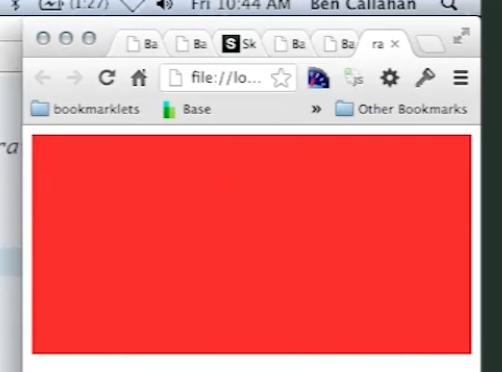 (1:27) Fri 10:44 AM Ben Callahan
Ba Ba S Sk Ba Ba ra ×
file://lo... js
bookmarklets Base » Other Bookmarks